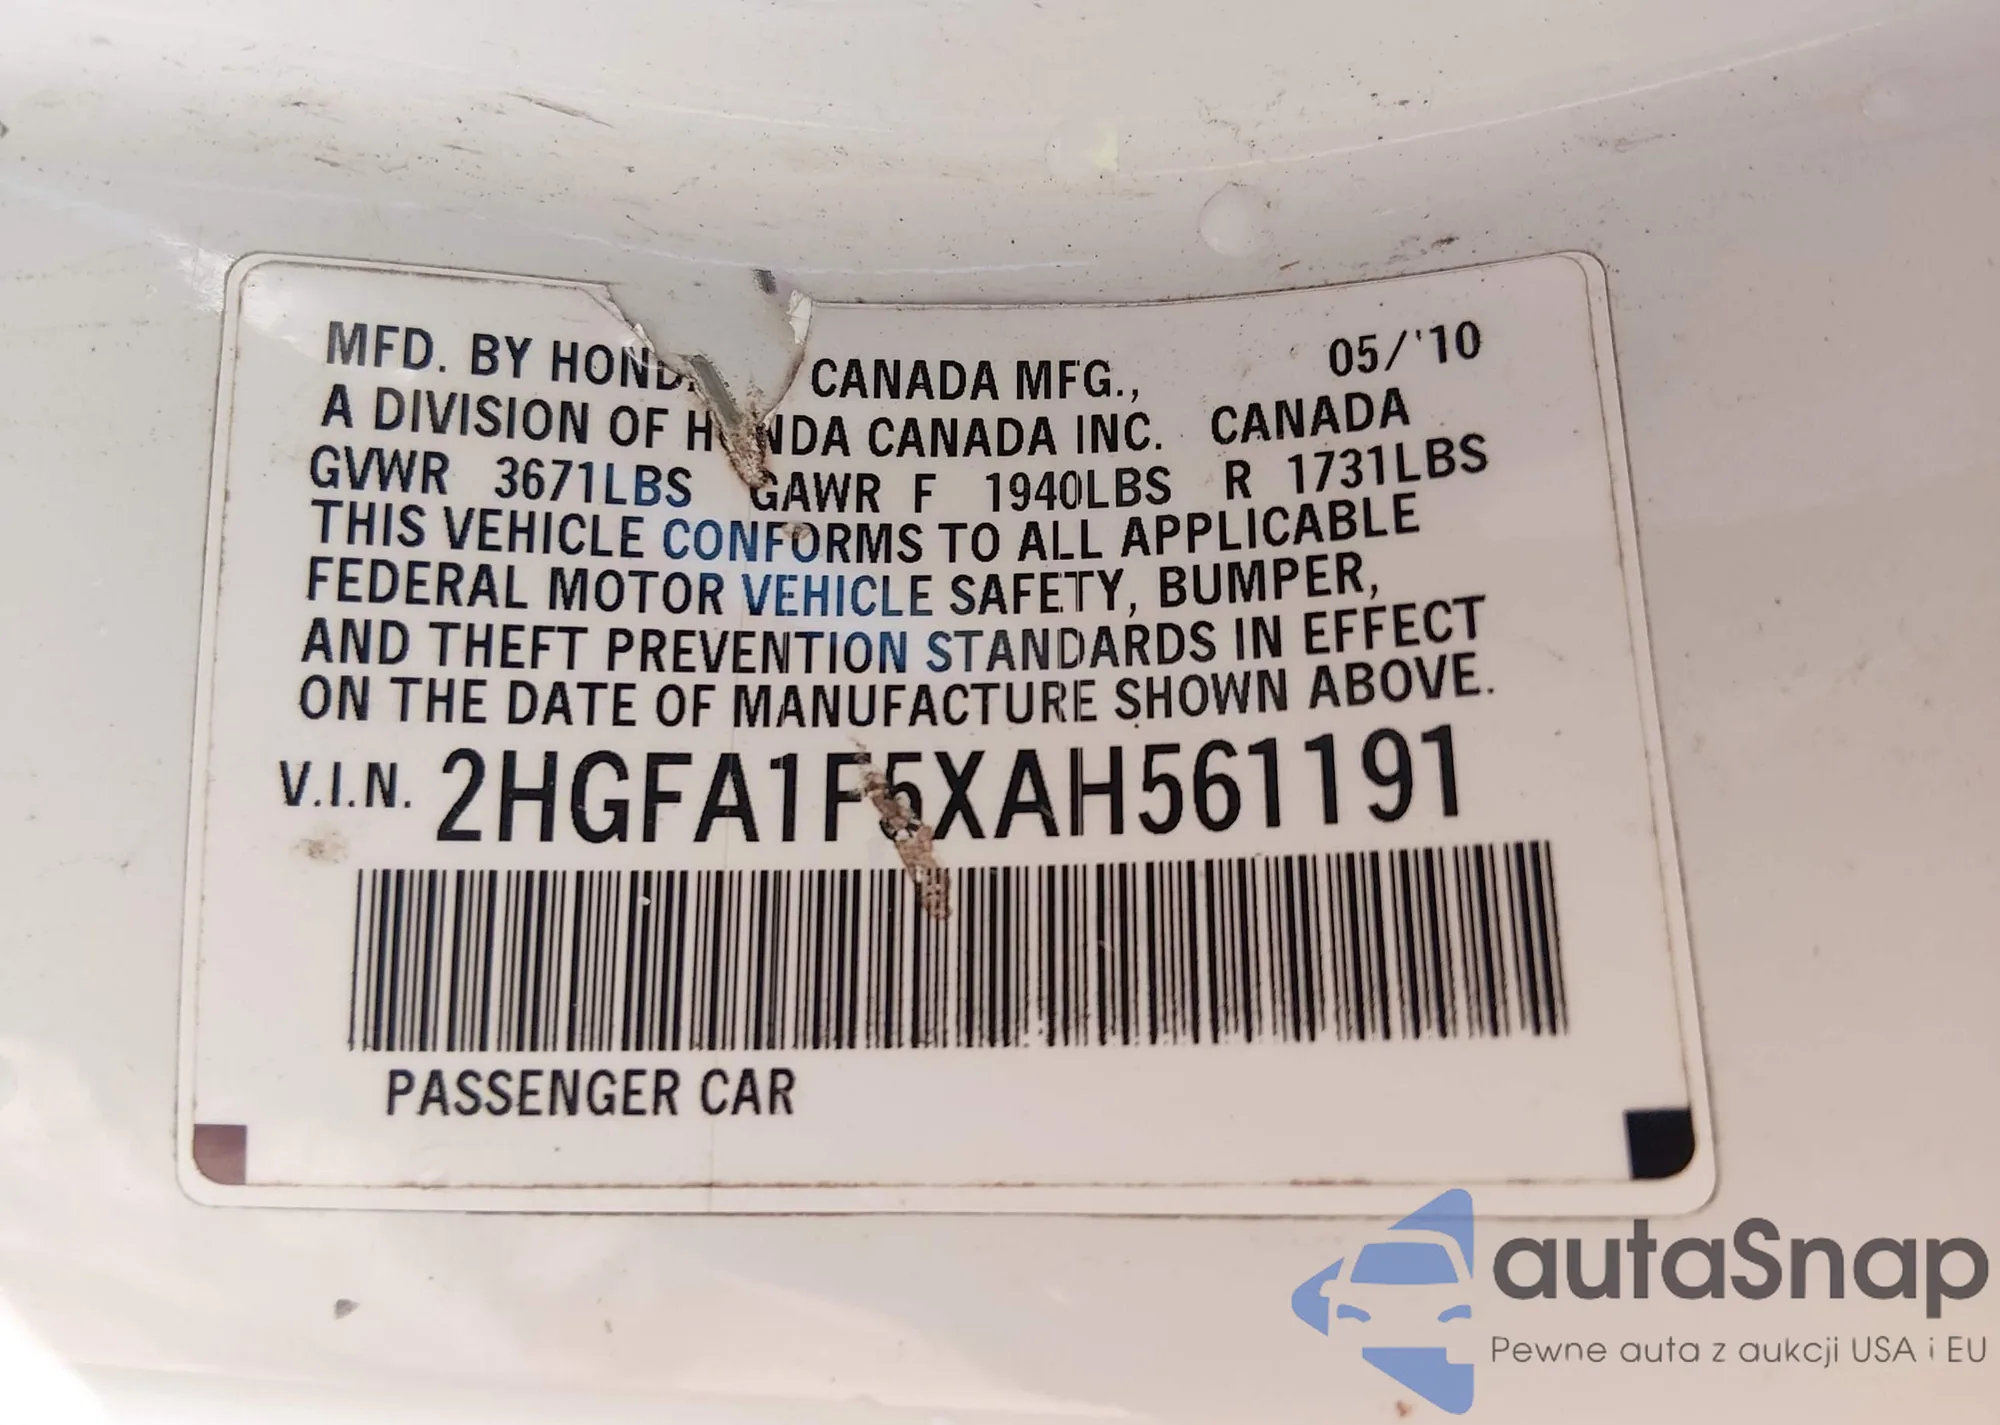 MFD. BY HONDA CANADA MFG., 05/'10
A DIVISION OF HONDA CANADA INC. CANADA
GVWR 3671LBS GAWR F 1940LBS R 1731LBS
THIS VEHICLE CONFORMS TO ALL APPLICABLE
FEDERAL MOTOR VEHICLE SAFETY, BUMPER,
AND THEFT PREVENTION STANDARDS IN EFFECT
ON THE DATE OF MANUFACTURE SHOWN ABOVE.
V.I.N. 2HGFA1F5XAH561191
PASSENGER CAR
autaSnap
Pewne auta z aukcji USA i EU